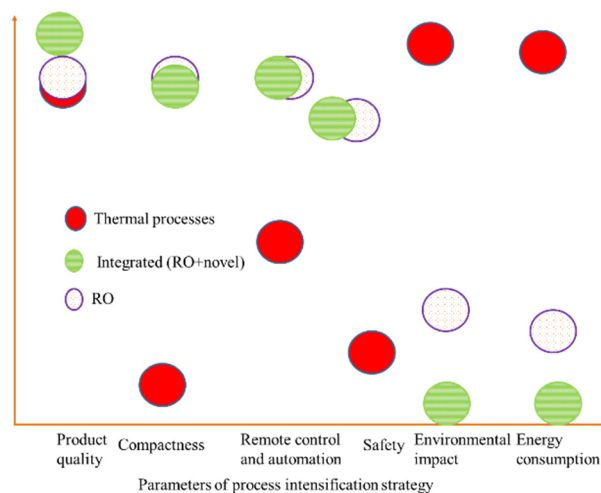 Thermal processes
Integrated (RO+novel)
RO
Product quality
Compactness
Remote control and automation
Safety
Environmental impact
Energy consumption
Parameters of process intensification strategy